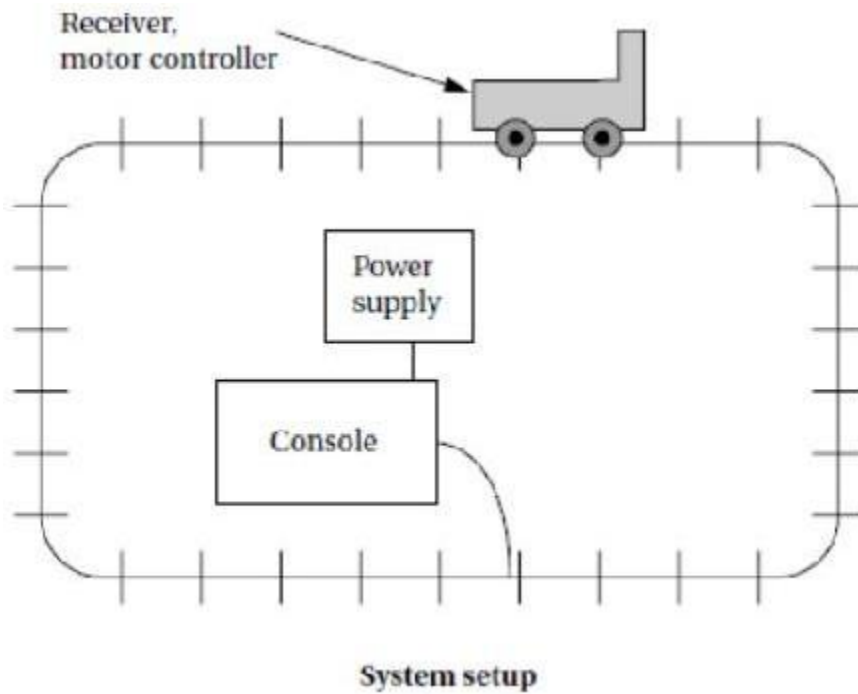 Receiver,
motor controller
Power
supply
Console
System setup